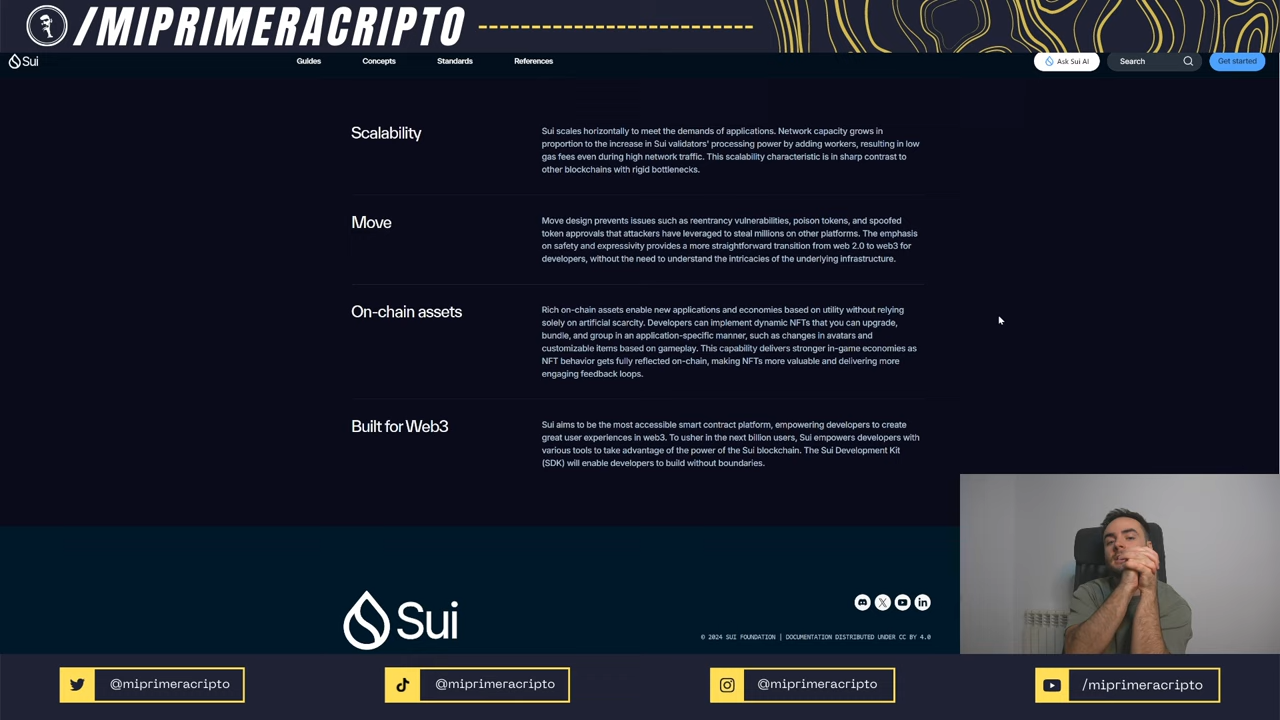 /MIPRIMERACRIPTO
Sui
Guides
Concepts
Standards
References
Ask Sui AI
Search
Get started
Scalability
Sui scales horizontally to meet the demands of applications. Network capacity grows in
proportion to the increase in Sui validators' processing power by adding workers, resulting in low
gas fees even during high network traffic. This scalability characteristic is in sharp contrast to
other blockchains with rigid bottlenecks.
Move
Move design prevents issues such as reentrancy vulnerabilities, poison tokens, and spoofed
token approvals that attackers have leveraged to steal millions on other platforms. The emphasis
on safety and expressivity provides a more straightforward transition from web 2.0 to web3 for
developers, without the need to understand the intricacies of the underlying infrastructure.
On-chain assets
Rich on-chain assets enable new applications and economies based on utility without relying
solely on artificial scarcity. Developers can implement dynamic NFTs that you can upgrade,
bundle, and group in an application-specific manner, such as changes in avatars and
customizable items based on gameplay. This capability delivers stronger in-game economies as
NFT behavior gets fully reflected on-chain, making NFTs more valuable and delivering more
engaging feedback loops.
Built for Web3
Sui aims to be the most accessible smart contract platform, empowering developers to create
great user experiences in web3. To usher in the next billion users, Sui empowers developers with
various tools to take advantage of the power of the Sui blockchain. The Sui Development Kit
(SDK) will enable developers to build without boundaries.
Sui
© 2024 SUI FOUNDATION | DOCUMENTATION DISTRIBUTED UNDER CC BY 4.0
@miprimeracripto
@miprimeracripto
@miprimeracripto
/miprimeracripto